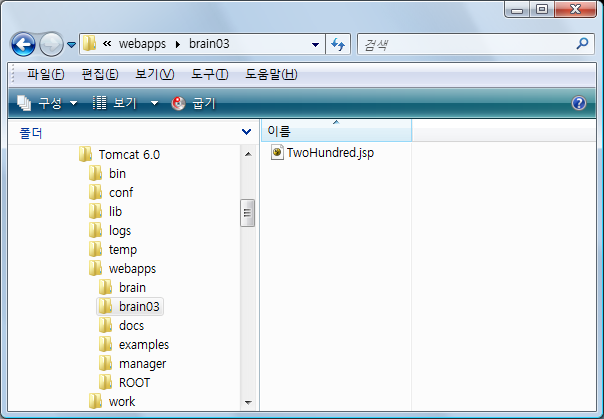 « webapps ▸ brain03
검색
파일(F) 편집(E) 보기(V) 도구(T) 도움말(H)
구성 보기 굽기
폴더
이름
Tomcat 6.0
TwoHundred.jsp
bin
conf
lib
logs
temp
webapps
brain
brain03
docs
examples
manager
ROOT
work